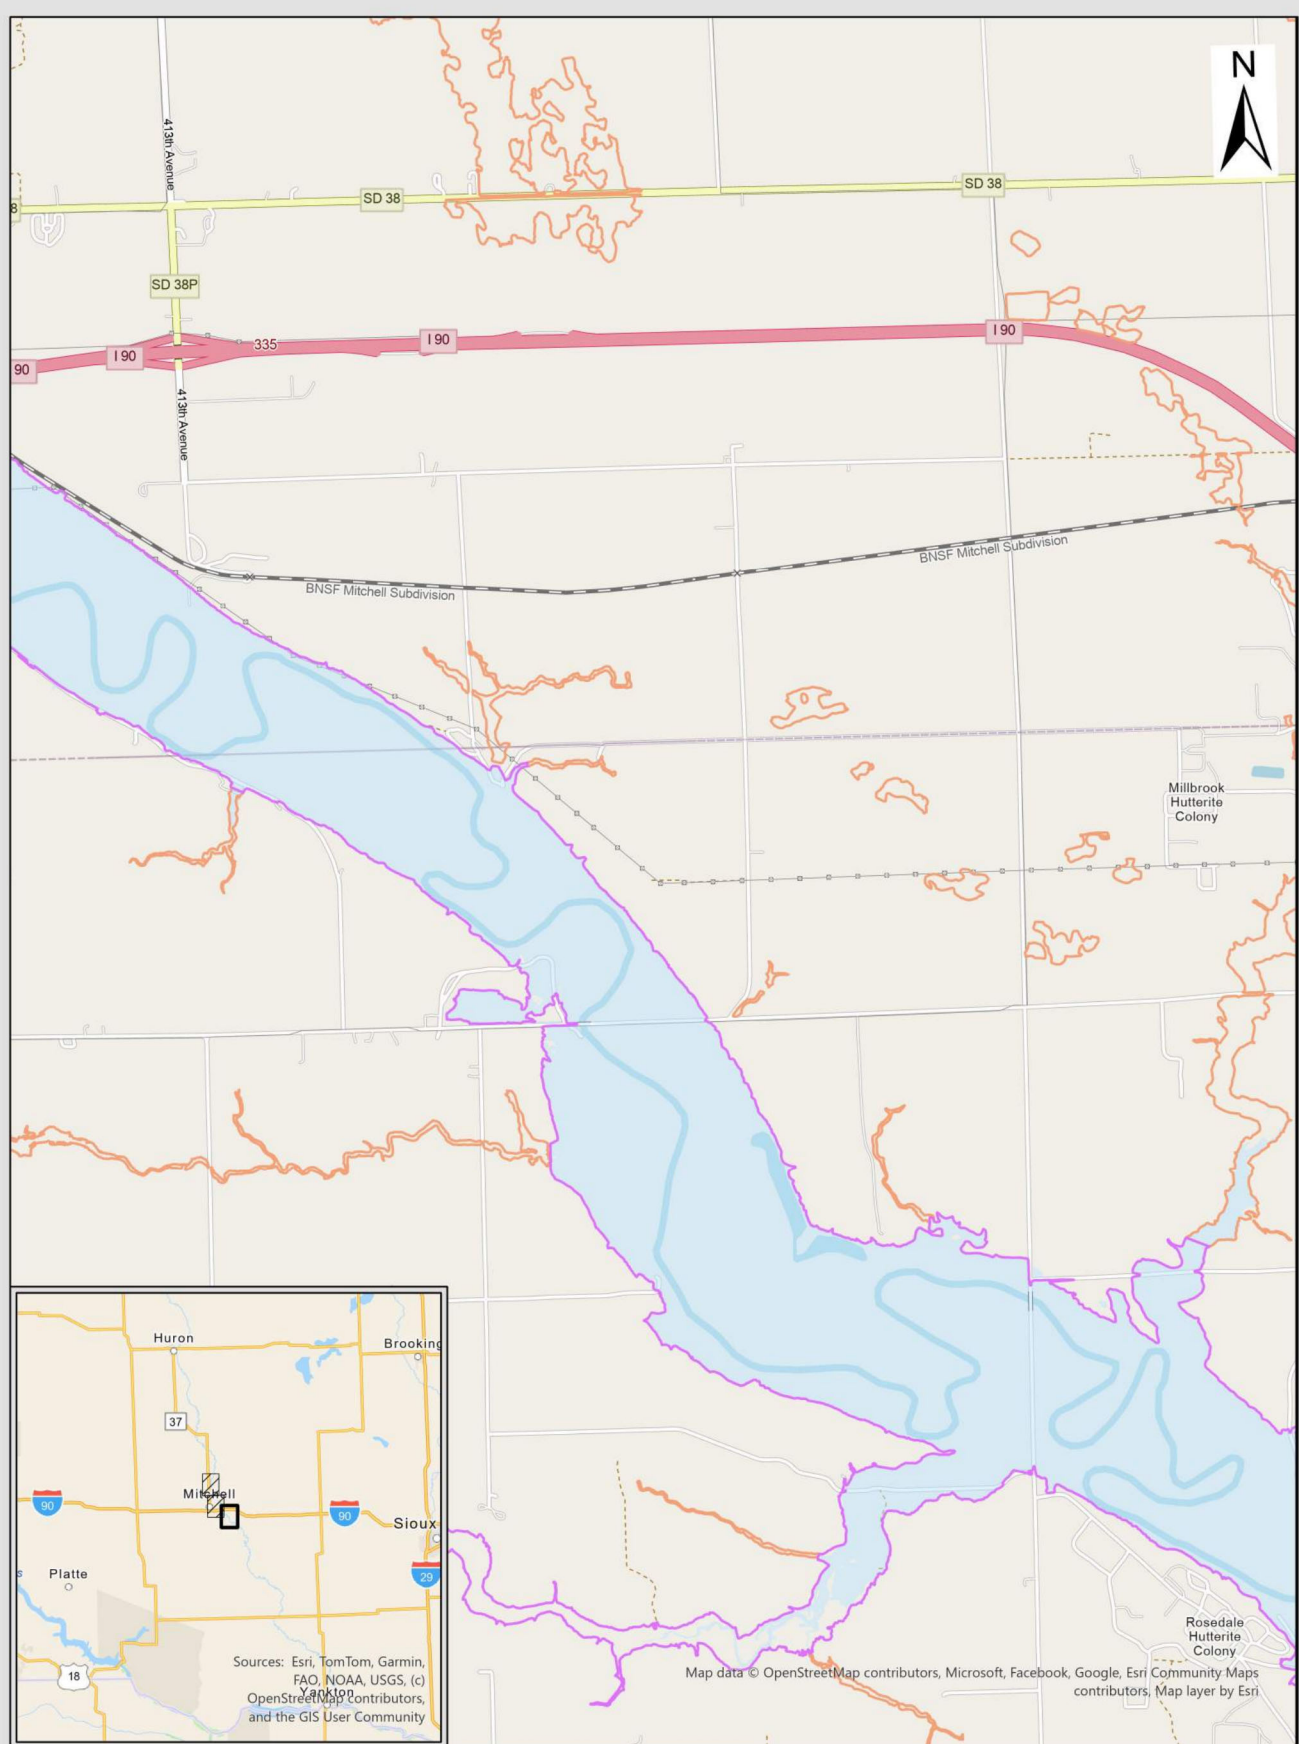 N
413th Avenue
SD 38
SD 38
8
SD 38P
I 90
335
I 90
I 90
90
413th Avenue
BNSF Mitchell Subdivision
BNSF Mitchell Subdivision
Millbrook
Hutterite
Colony
Huron
Brooking
37
Mitchell
90
90
Sioux
29
Platte
s
18
Yankton
Sources: Esri, TomTom, Garmin,
FAO, NOAA, USGS, (c)
OpenStreetMap contributors,
and the GIS User Community
Rosedale
Hutterite
Colony
Map data © OpenStreetMap contributors, Microsoft, Facebook, Google, Esri Community Maps
contributors, Map layer by Esri